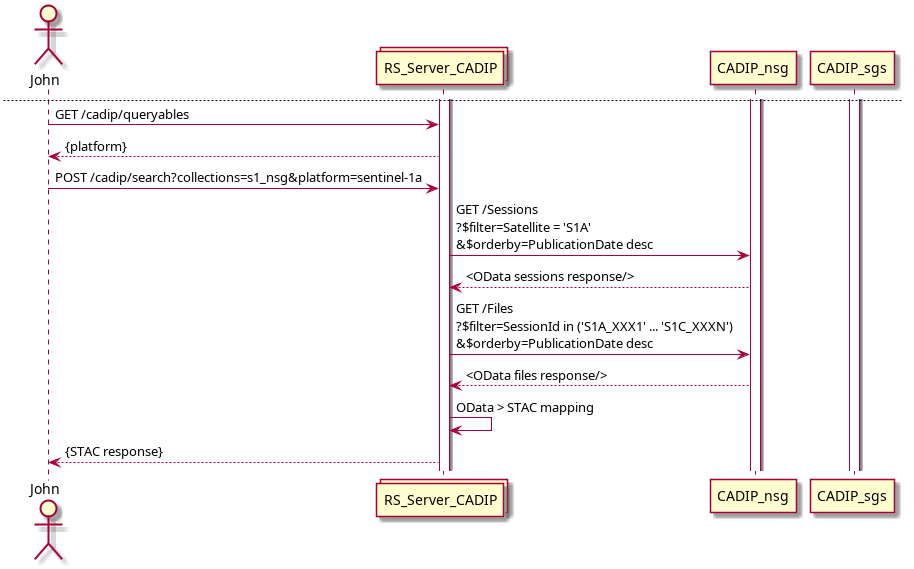 John
RS_Server_CADIP
CADIP_nsg
CADIP_sgs
GET /cadip/queryables
{platform}
POST /cadip/search?collections=s1_nsg&platform=sentinel-1a
GET /Sessions
?$filter=Satellite = 'S1A'
&$orderby=PublicationDate desc
<OData sessions response/>
GET /Files
?$filter=SessionId in ('S1A_XXX1' ... 'S1C_XXXN')
&$orderby=PublicationDate desc
<OData files response/>
OData > STAC mapping
{STAC response}
John
RS_Server_CADIP
CADIP_nsg
CADIP_sgs